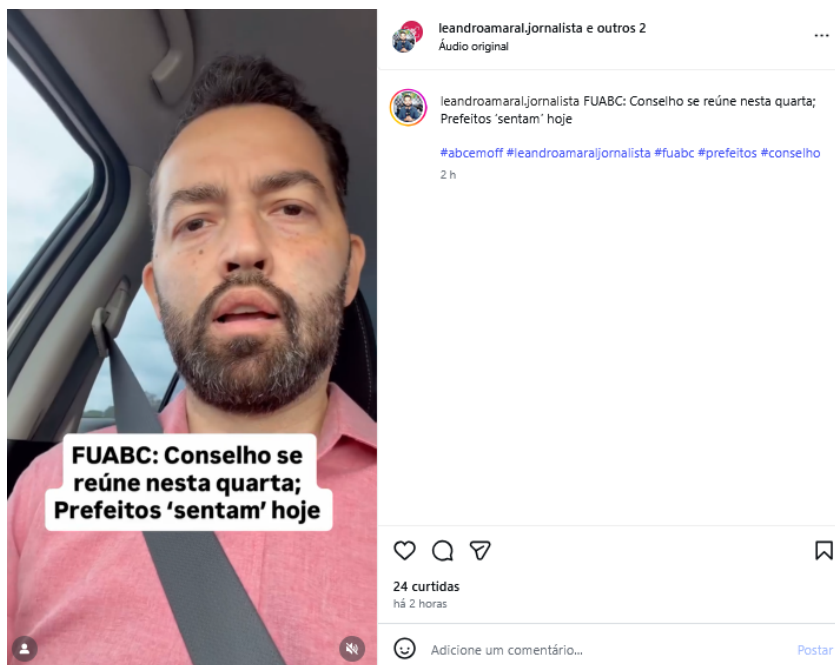 FUABC: Conselho se
reúne nesta quarta;
Prefeitos ‘sentam’ hoje
leandroamaral.jornalista e outros 2
Áudio original
leandroamaral.jornalista FUABC: Conselho se reúne nesta quarta;
Prefeitos ‘sentam’ hoje
#abcemoff #leandroamaraljornalista #fuabc #prefeitos #conselho
2 h
24 curtidas
há 2 horas
Adicione um comentário...
Postar